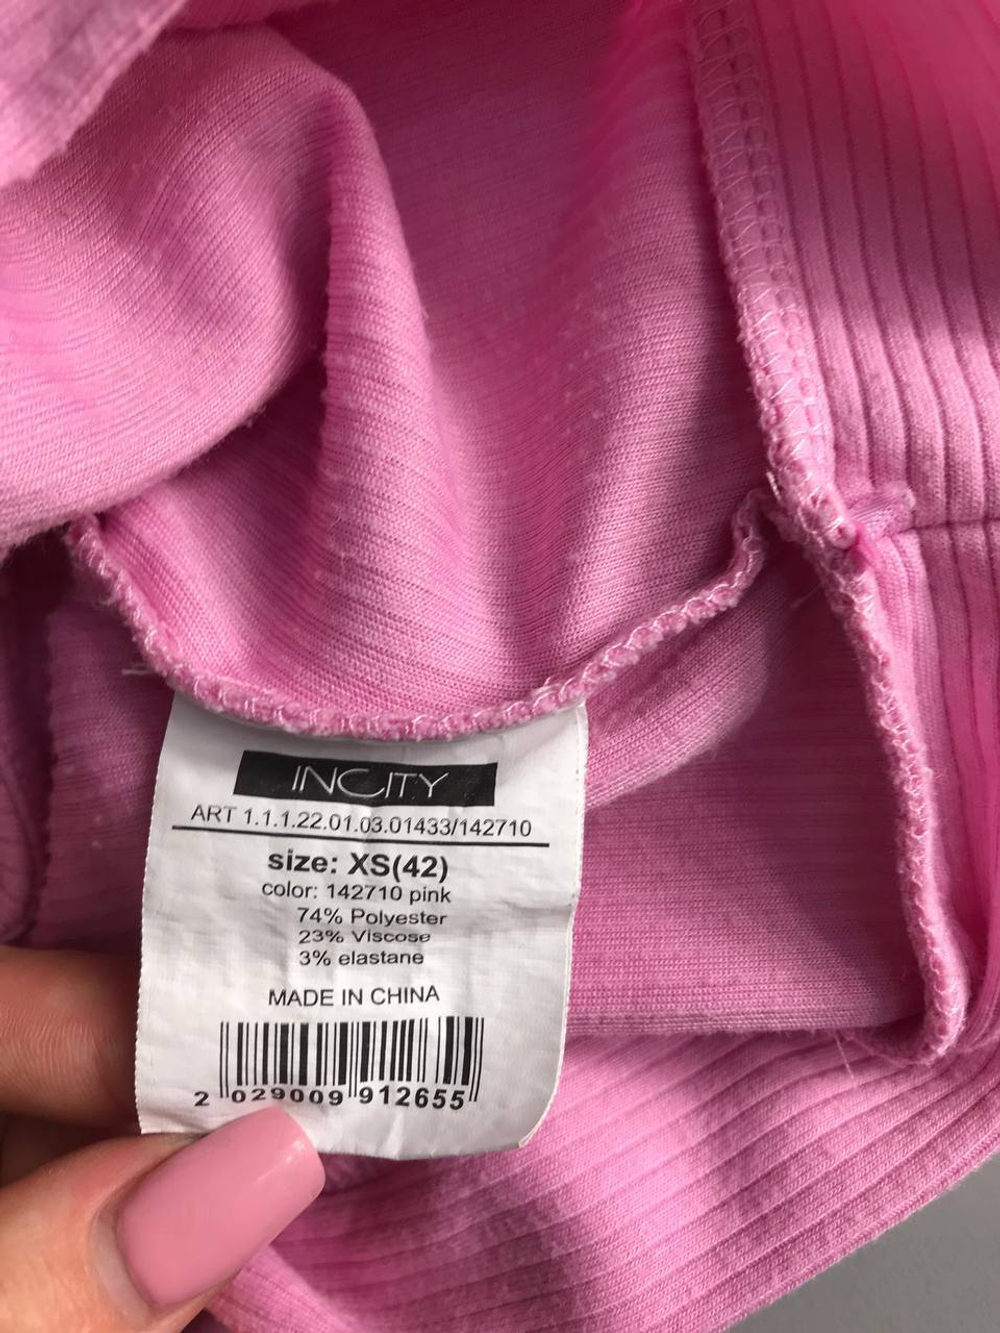 INCITY
ART 1.1.1.22.01.03.01433/142710
size: XS(42)
color: 142710 pink
74% Polyester
23% Viscose
3% elastane
MADE IN CHINA
2 029009 912655